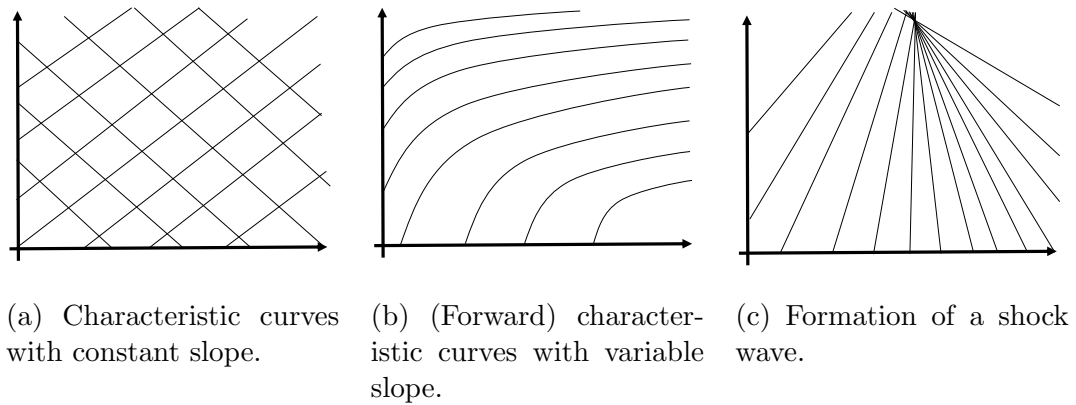 (a) Characteristic curves
with constant slope.
(b) (Forward) character-
istic curves with variable
slope.
(c) Formation of a shock
wave.